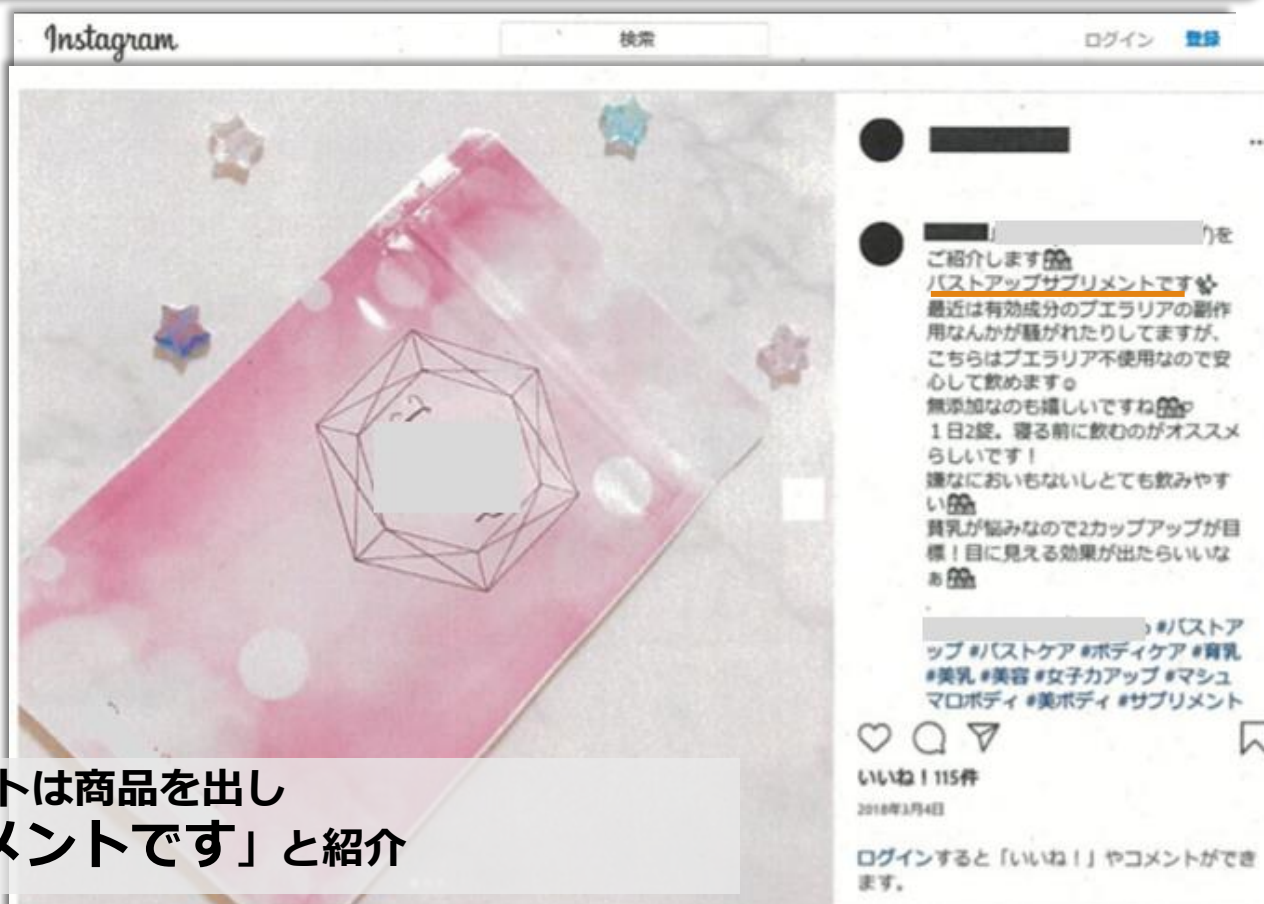 Instagram
検索
ログイン 登録
)を
ご紹介します
バストアップサプリメントです
最近は有効成分のプエラリアの副作
用なんかが騒がれたりしてますが、
こちらはプエラリア不使用なので安
心して飲めます
無添加なのも嬉しいですね
1日2錠。寝る前に飲むのがオススメ
らしいです！
嫌なにおいもないしとても飲みやす
い
貧乳が悩みなので2カップアップが目
標！目に見える効果が出たらいいな
ぁ
#バストア
ップ #バストケア #ボディケア #育乳
#美乳 #美容 #女子力アップ #マシュ
マロボディ #美ボディ #サプリメント
いいね！115件
2018年3月4日
ログインすると「いいね！」やコメントができ
ます。
トは商品を出し
メントです」と紹介